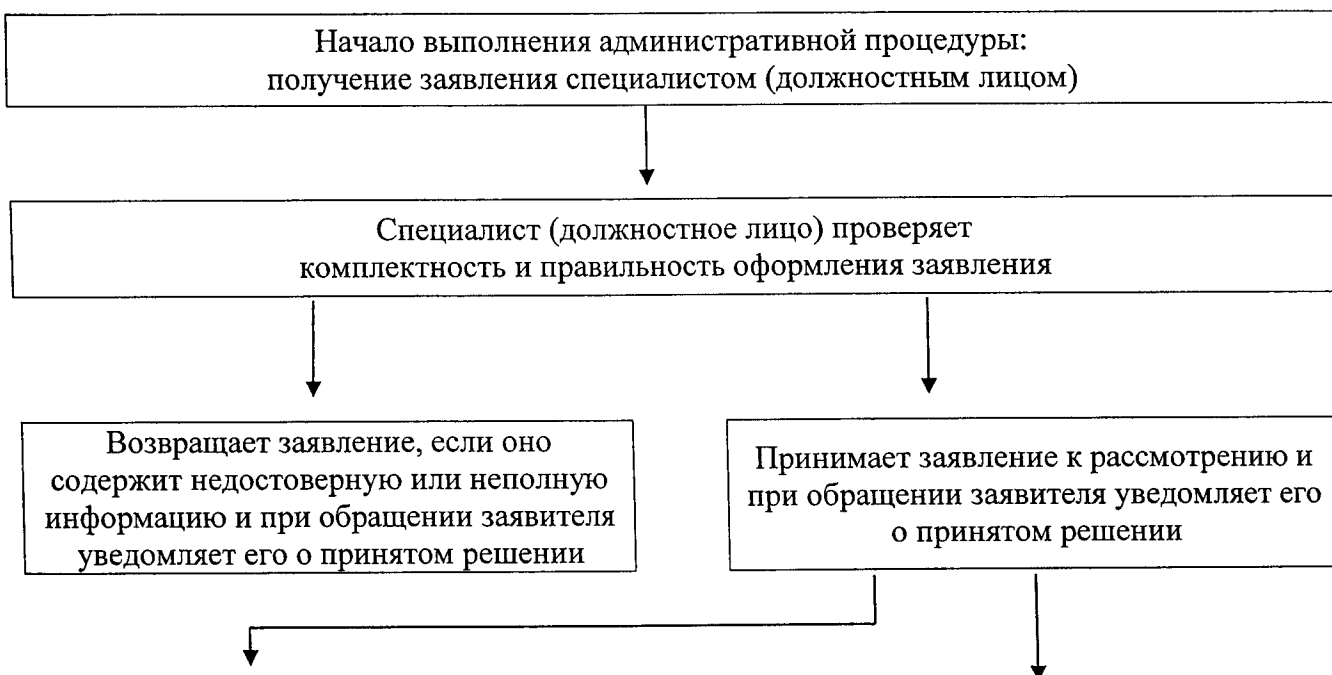 Начало выполнения административной процедуры:
получение заявления специалистом (должностным лицом)
Специалист (должностное лицо) проверяет
комплектность и правильность оформления заявления
Возвращает заявление, если оно
содержит недостоверную или неполную
информацию и при обращении заявителя
уведомляет его о принятом решении
Принимает заявление к рассмотрению и
при обращении заявителя уведомляет его
о принятом решении